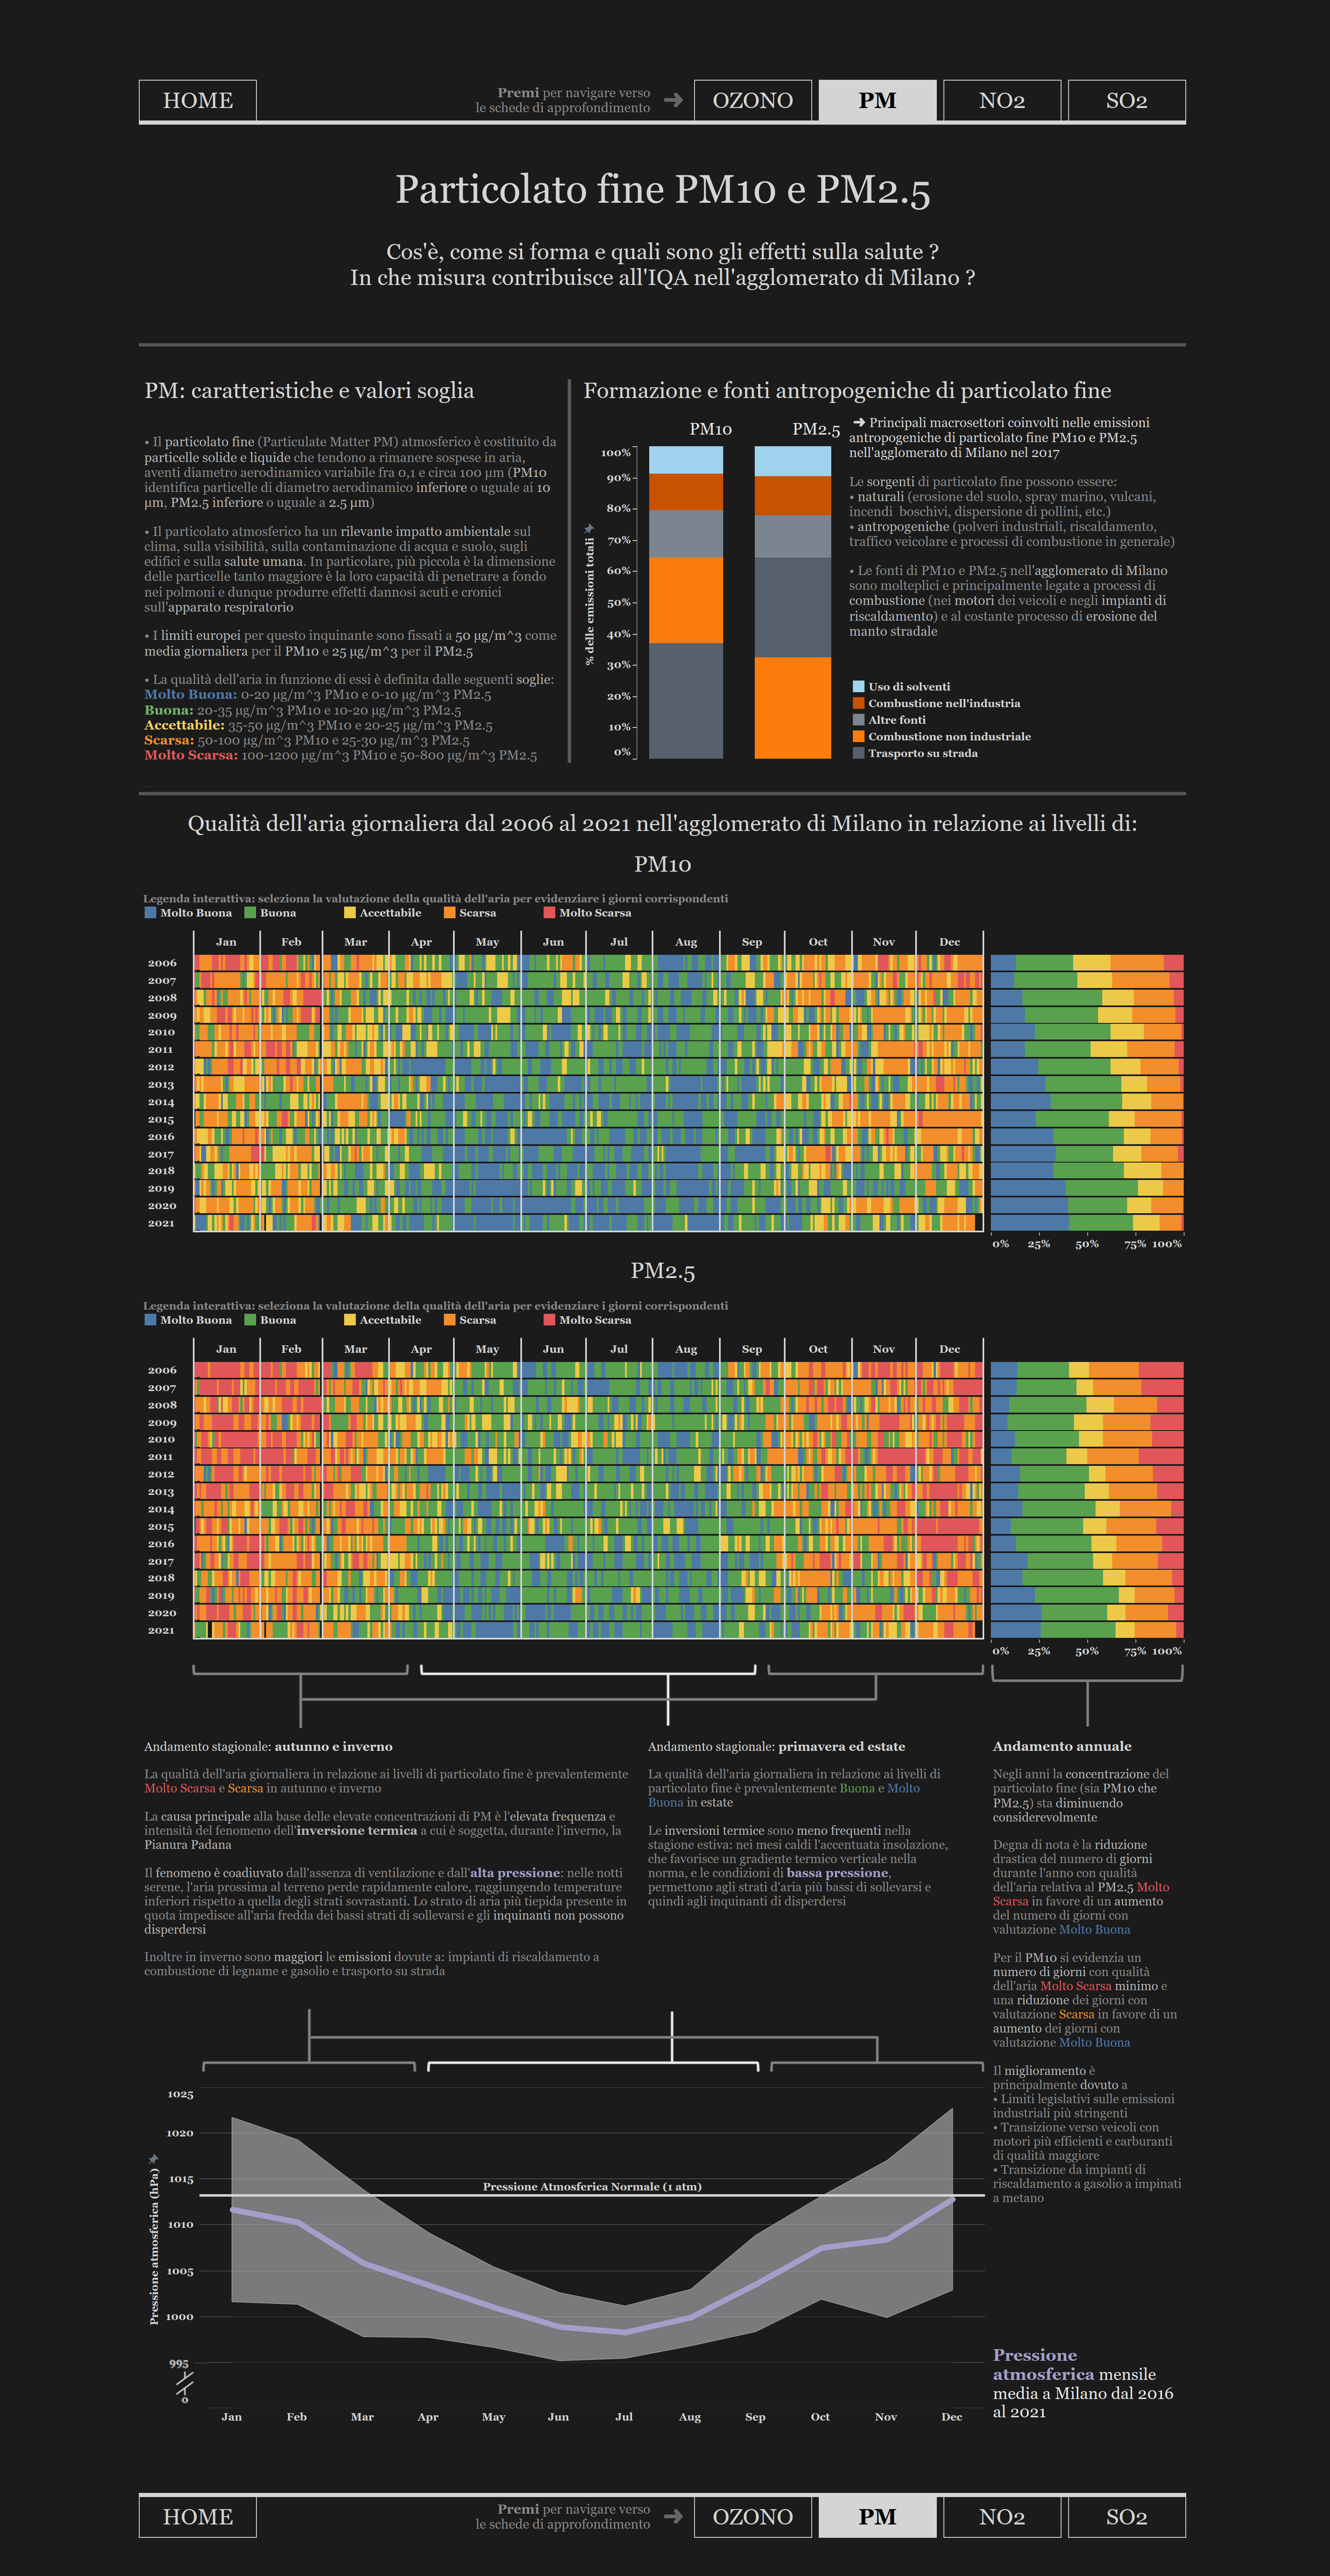 HOME
Premi per navigare verso
le schede di approfondimento
➜
OZONO
PM
NO2
SO2
Particolato fine PM10 e PM2.5
Cos'è, come si forma e quali sono gli effetti sulla salute ?
In che misura contribuisce all'IQA nell'agglomerato di Milano ?
PM: caratteristiche e valori soglia
• Il particolato fine (Particulate Matter PM) atmosferico è costituito da
particelle solide e liquide che tendono a rimanere sospese in aria,
aventi diametro aerodinamico variabile fra 0,1 e circa 100 µm (PM10
identifica particelle di diametro aerodinamico inferiore o uguale ai 10
µm, PM2.5 inferiore o uguale a 2.5 µm)
• Il particolato atmosferico ha un rilevante impatto ambientale sul
clima, sulla visibilità, sulla contaminazione di acqua e suolo, sugli
edifici e sulla salute umana. In particolare, più piccola è la dimensione
delle particelle tanto maggiore è la loro capacità di penetrare a fondo
nei polmoni e dunque produrre effetti dannosi acuti e cronici
sull'apparato respiratorio
• I limiti europei per questo inquinante sono fissati a 50 µg/m^3 come
media giornaliera per il PM10 e 25 µg/m^3 per il PM2.5
• La qualità dell'aria in funzione di essi è definita dalle seguenti soglie:
Molto Buona: 0-20 µg/m^3 PM10 e 0-10 µg/m^3 PM2.5
Buona: 20-35 µg/m^3 PM10 e 10-20 µg/m^3 PM2.5
Accettabile: 35-50 µg/m^3 PM10 e 20-25 µg/m^3 PM2.5
Scarsa: 50-100 µg/m^3 PM10 e 25-30 µg/m^3 PM2.5
Molto Scarsa: 100-1200 µg/m^3 PM10 e 50-800 µg/m^3 PM2.5
..
Formazione e fonti antropogeniche di particolato fine
PM10
PM2.5
100%
90%
80%
70%
60%
50%
40%
30%
20%
10%
0%
% delle emissioni totali
➜ Principali macrosettori coinvolti nelle emissioni
antropogeniche di particolato fine PM10 e PM2.5
nell'agglomerato di Milano nel 2017
Le sorgenti di particolato fine possono essere:
• naturali (erosione del suolo, spray marino, vulcani,
incendi boschivi, dispersione di pollini, etc.)
• antropogeniche (polveri industriali, riscaldamento,
traffico veicolare e processi di combustione in generale)
• Le fonti di PM10 e PM2.5 nell'agglomerato di Milano
sono molteplici e principalmente legate a processi di
combustione (nei motori dei veicoli e negli impianti di
riscaldamento) e al costante processo di erosione del
manto stradale
Uso di solventi
Combustione nell'industria
Altre fonti
Combustione non industriale
Trasporto su strada
Qualità dell'aria giornaliera dal 2006 al 2021 nell'agglomerato di Milano in relazione ai livelli di:
PM10
Legenda interattiva: seleziona la valutazione della qualità dell'aria per evidenziare i giorni corrispondenti
Molto Buona Buona Accettabile Scarsa Molto Scarsa
Jan Feb Mar Apr May Jun Jul Aug Sep Oct Nov Dec
2006
2007
2008
2009
2010
2011
2012
2013
2014
2015
2016
2017
2018
2019
2020
2021
0% 25% 50% 75% 100%
PM2.5
Legenda interattiva: seleziona la valutazione della qualità dell'aria per evidenziare i giorni corrispondenti
Molto Buona Buona Accettabile Scarsa Molto Scarsa
Jan Feb Mar Apr May Jun Jul Aug Sep Oct Nov Dec
2006
2007
2008
2009
2010
2011
2012
2013
2014
2015
2016
2017
2018
2019
2020
2021
0% 25% 50% 75% 100%
Andamento stagionale: autunno e inverno
La qualità dell'aria giornaliera in relazione ai livelli di particolato fine è prevalentemente
Molto Scarsa e Scarsa in autunno e inverno
La causa principale alla base delle elevate concentrazioni di PM è l'elevata frequenza e
intensità del fenomeno dell'inversione termica a cui è soggetta, durante l'inverno, la
Pianura Padana
Il fenomeno è coadiuvato dall'assenza di ventilazione e dall'alta pressione: nelle notti
serene, l'aria prossima al terreno perde rapidamente calore, raggiungendo temperature
inferiori rispetto a quella degli strati sovrastanti. Lo strato di aria più tiepida presente in
quota impedisce all'aria fredda dei bassi strati di sollevarsi e gli inquinanti non possono
disperdersi
Inoltre in inverno sono maggiori le emissioni dovute a: impianti di riscaldamento a
combustione di legname e gasolio e trasporto su strada
Andamento stagionale: primavera ed estate
La qualità dell'aria giornaliera in relazione ai livelli di
particolato fine è prevalentemente Buona e Molto
Buona in estate
Le inversioni termice sono meno frequenti nella
stagione estiva: nei mesi caldi l'accentuata insolazione,
che favorisce un gradiente termico verticale nella
norma, e le condizioni di bassa pressione,
permettono agli strati d'aria più bassi di sollevarsi e
quindi agli inquinanti di disperdersi
Andamento annuale
Negli anni la concentrazione del
particolato fine (sia PM10 che
PM2.5) sta diminuendo
considerevolmente
Degna di nota è la riduzione
drastica del numero di giorni
durante l'anno con qualità
dell'aria relativa al PM2.5 Molto
Scarsa in favore di un aumento
del numero di giorni con
valutazione Molto Buona
Per il PM10 si evidenzia un
numero di giorni con qualità
dell'aria Molto Scarsa minimo e
una riduzione dei giorni con
valutazione Scarsa in favore di un
aumento dei giorni con
valutazione Molto Buona
Il miglioramento è
principalmente dovuto a
• Limiti legislativi sulle emissioni
industriali più stringenti
• Transizione verso veicoli con
motori più efficienti e carburanti
di qualità maggiore
• Transizione da impianti di
riscaldamento a gasolio a impinati
a metano
1025
1020
1015
1010
1005
1000
995
0
Pressione atmosferica (hPa)
Pressione Atmosferica Normale (1 atm)
Jan Feb Mar Apr May Jun Jul Aug Sep Oct Nov Dec
Pressione
atmosferica mensile
media a Milano dal 2016
al 2021
HOME
Premi per navigare verso
le schede di approfondimento
➜
OZONO
PM
NO2
SO2